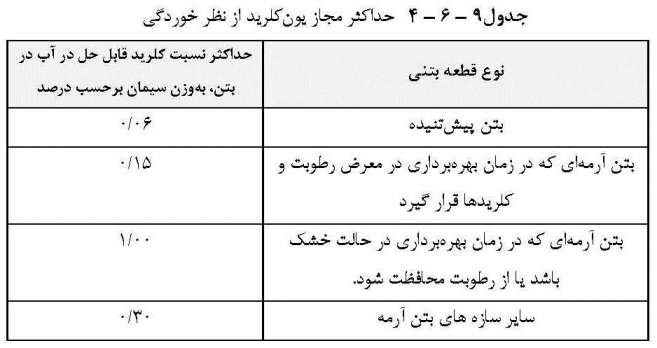 جدول۹ – ۶ – ۴ حداکثر مجاز یون‌کلرید از نظر خوردگی
نوع قطعه بتنی
حداکثر نسبت کلرید قابل حل در آب در
بتن، به‌وزن سیمان برحسب درصد
بتن پیش‌تنیده
۰/۰۶
بتن آرمه‌ای که در زمان بهره‌برداری در معرض رطوبت و
کلریدها قرار گیرد
۰/۱۵
بتن آرمه‌ای که در زمان بهره‌برداری در حالت خشک
باشد یا از رطوبت محافظت شود.
۱/۰۰
سایر سازه های بتن آرمه
۰/۳۰